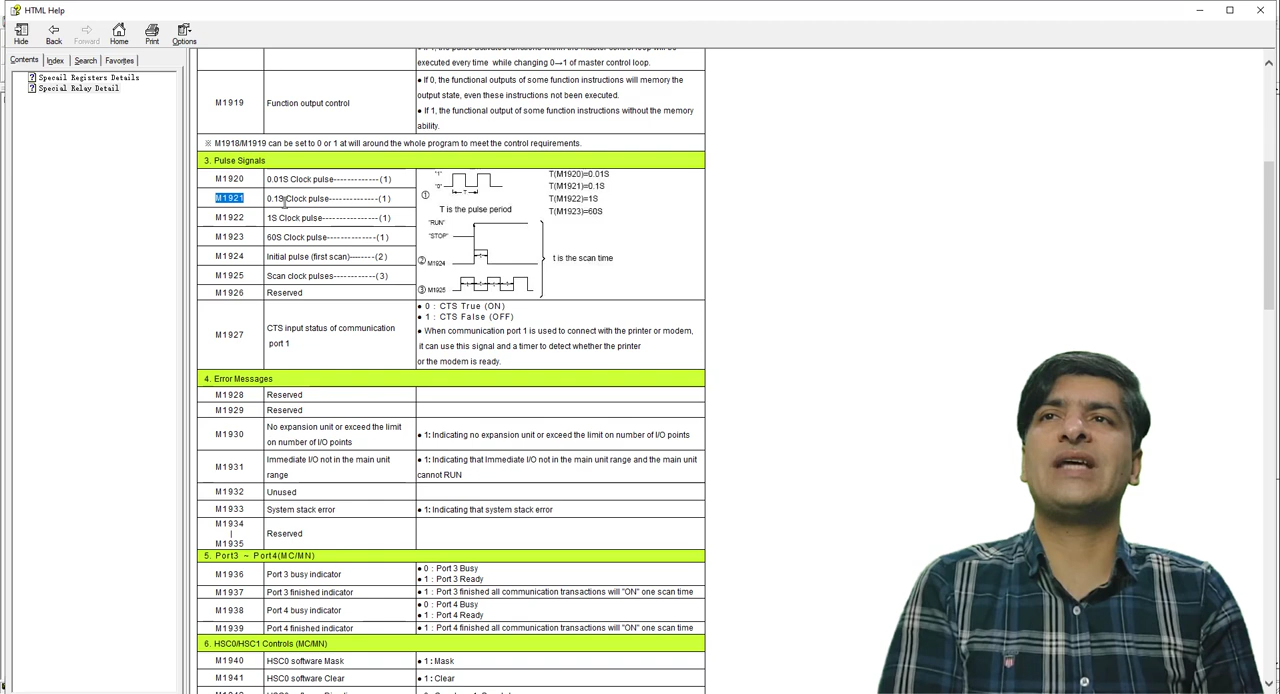 HTML Help
Hide
Back
Forward
Home
Print
Options
Contents
Index
Search
Favorites
Specail Registers Details
Special Relay Detail
executed every time while changing 0→1 of master control loop.
M1919
Function output control
● If 0, the functional outputs of some function instructions will memory the
output state, even these instructions not been executed.
● If 1, the functional output of some function instructions without the memory
ability.
※ M1918/M1919 can be set to 0 or 1 at will around the whole program to meet the control requirements.
3. Pulse Signals
M1920
0.01S Clock pulse------------(1)
M1921
0.1S Clock pulse-------------(1)
M1922
1S Clock pulse---------------(1)
M1923
60S Clock pulse-------------(1)
M1924
Initial pulse (first scan)-------(2)
M1925
Scan clock pulses------------(3)
M1926
Reserved
"1"
"0"
T
①
T is the pulse period
T(M1920)=0.01S
T(M1921)=0.1S
T(M1922)=1S
T(M1923)=60S
"RUN"
"STOP"
② M1924
t is the scan time
③ M1925
M1927
CTS input status of communication
port 1
● 0 : CTS True (ON)
● 1 : CTS False (OFF)
● When communication port 1 is used to connect with the printer or modem,
it can use this signal and a timer to detect whether the printer
or the modem is ready.
4. Error Messages
M1928
Reserved
M1929
Reserved
M1930
No expansion unit or exceed the limit
on number of I/O points
● 1: Indicating no expansion unit or exceed the limit on number of I/O points
M1931
Immediate I/O not in the main unit
range
● 1: Indicating that Immediate I/O not in the main unit range and the main unit
cannot RUN
M1932
Unused
M1933
System stack error
● 1: Indicating that system stack error
M1934
|
M1935
Reserved
5. Port3 ~ Port4(MC/MN)
M1936
Port 3 busy indicator
● 0 : Port 3 Busy
● 1 : Port 3 Ready
M1937
Port 3 finished indicator
● 1 : Port 3 finished all communication transactions will "ON" one scan time
M1938
Port 4 busy indicator
● 0 : Port 4 Busy
● 1 : Port 4 Ready
M1939
Port 4 finished indicator
● 1 : Port 4 finished all communication transactions will "ON" one scan time
6. HSC0/HSC1 Controls (MC/MN)
M1940
HSC0 software Mask
● 1 : Mask
M1941
HSC0 software Clear
● 1 : Clear